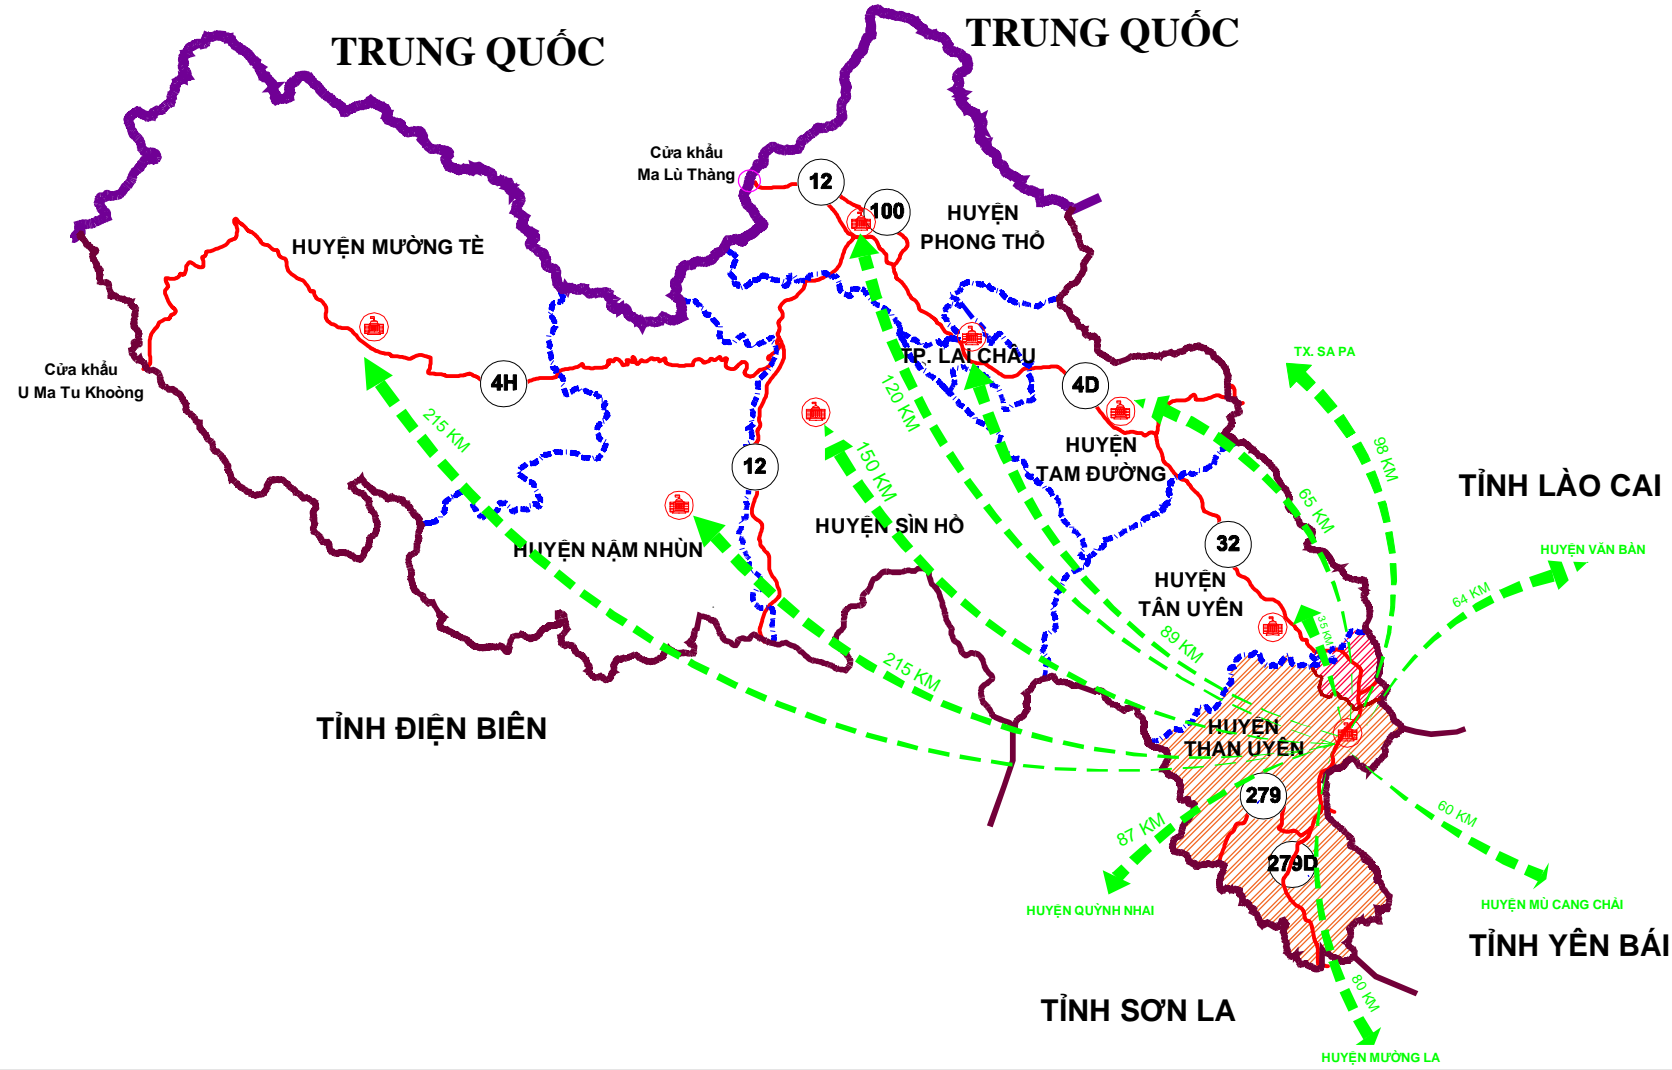 TRUNG QUỐC
TRUNG QUỐC
Cửa khẩu
Ma Lù Thàng
12
100
HUYỆN
PHONG THỔ
HUYỆN MƯỜNG TÈ
Cửa khẩu
U Ma Tu Khoòng
4H
TP. LAI CHÂU
4D
TX. SA PA
215 KM
120 KM
150 KM
98 KM
HUYỆN
TAM ĐƯỜNG
12
65 KM
TỈNH LÀO CAI
HUYỆN SÌN HỒ
HUYỆN NẬM NHÙN
32
HUYỆN VĂN BÀN
HUYỆN
TÂN UYÊN
64 KM
35 KM
89 KM
215 KM
TỈNH ĐIỆN BIÊN
HUYỆN
THAN UYÊN
279
87 KM
60 KM
279D
HUYỆN QUỲNH NHAI
HUYỆN MÙ CANG CHẢI
TỈNH YÊN BÁI
80 KM
TỈNH SƠN LA
HUYỆN MƯỜNG LA